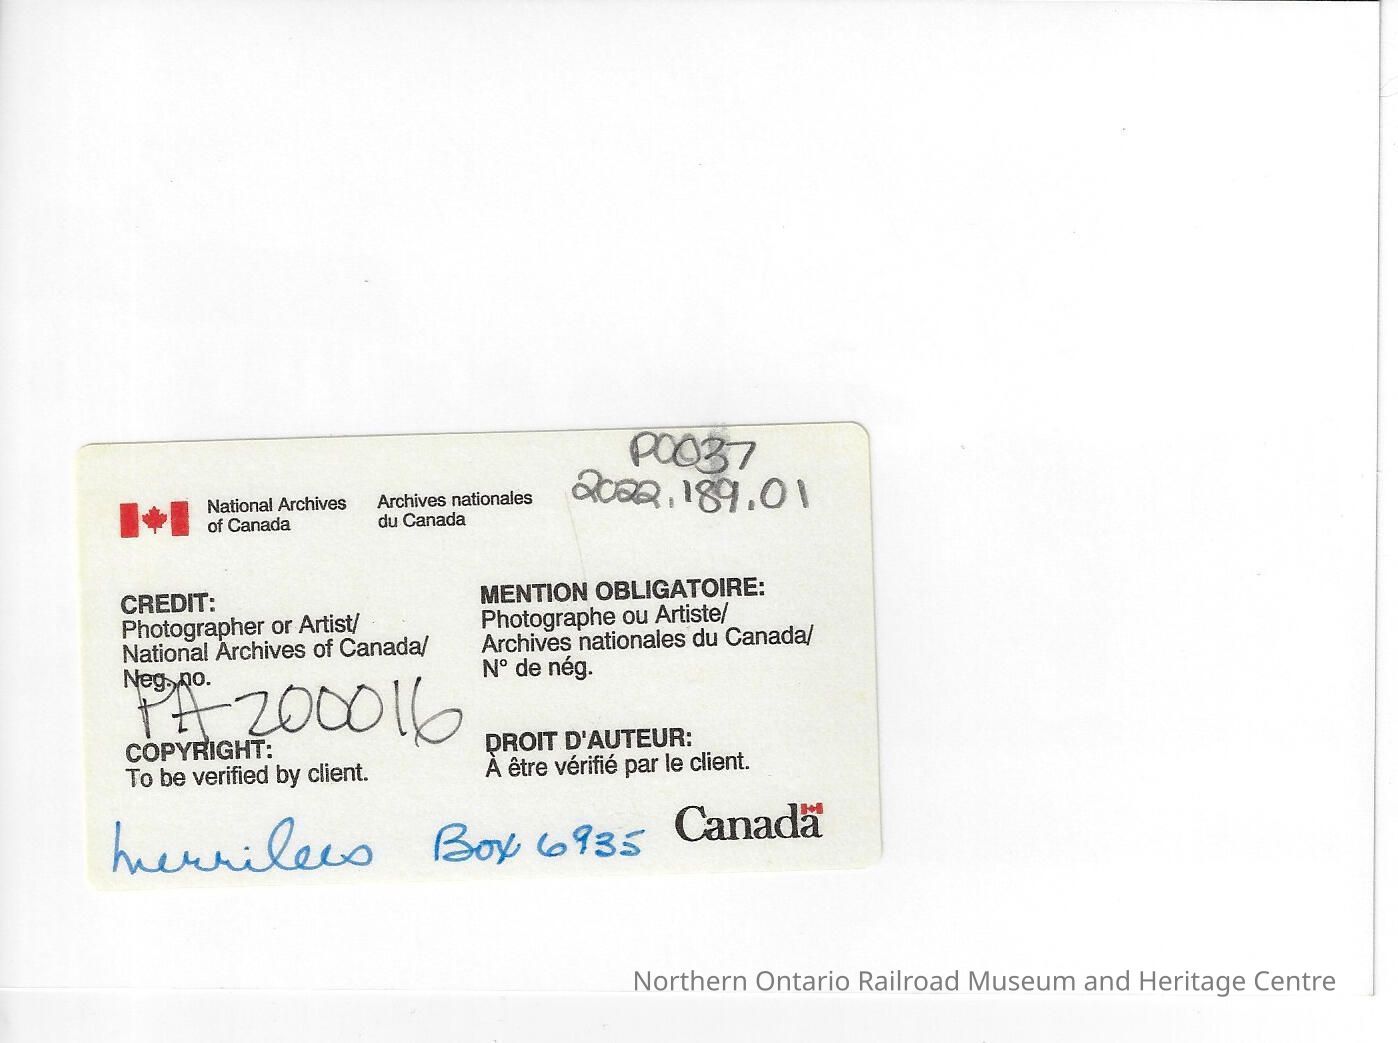 P0037
2022.189.01
National Archives
of Canada
Archives nationales
du Canada
CREDIT:
Photographer or Artist/
National Archives of Canada/
Neg. no.
PA-200016
COPYRIGHT:
To be verified by client.
MENTION OBLIGATOIRE:
Photographe ou Artiste/
Archives nationales du Canada/
N° de nég.
DROIT D'AUTEUR:
À être vérifié par le client.
Merrilees Box 6935
Canada
Northern Ontario Railroad Museum and Heritage Centre